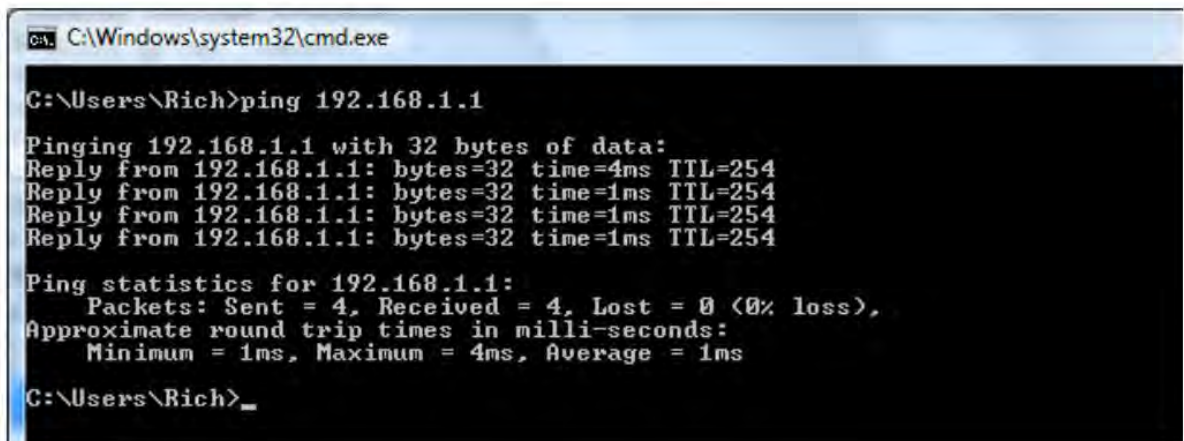 C:\Windows\system32\cmd.exe
C:\Users\Rich>ping 192.168.1.1
Pinging 192.168.1.1 with 32 bytes of data:
Reply from 192.168.1.1: bytes=32 time=4ms TTL=254
Reply from 192.168.1.1: bytes=32 time=1ms TTL=254
Reply from 192.168.1.1: bytes=32 time=1ms TTL=254
Reply from 192.168.1.1: bytes=32 time=1ms TTL=254
Ping statistics for 192.168.1.1:
    Packets: Sent = 4, Received = 4, Lost = 0 (0% loss),
Approximate round trip times in milli-seconds:
    Minimum = 1ms, Maximum = 4ms, Average = 1ms
C:\Users\Rich>_